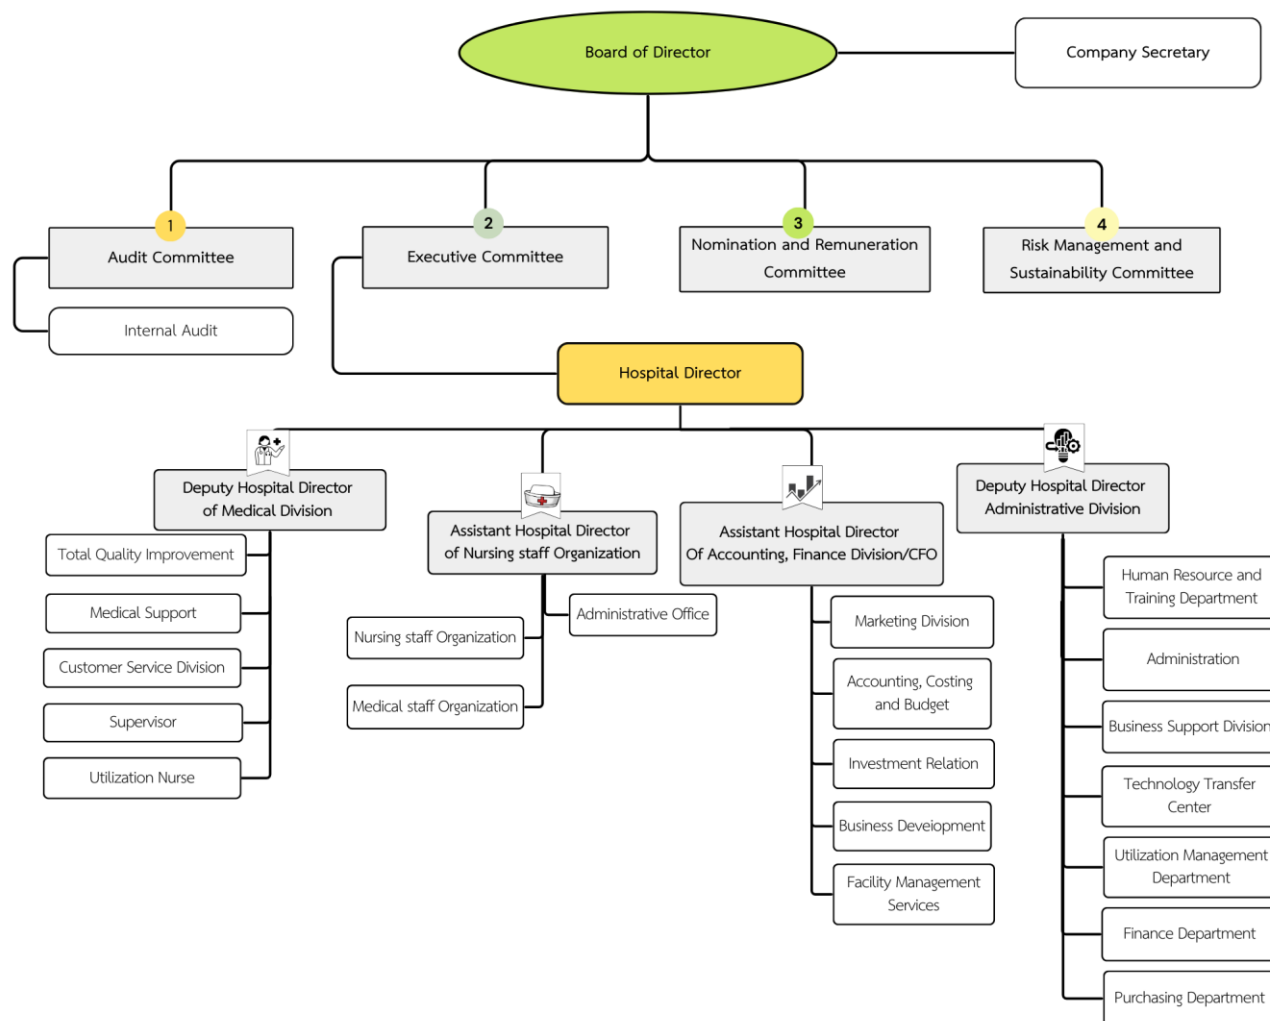 Board of Director
Company Secretary
1
2
3
4
Audit Committee
Executive Committee
Nomination and Remuneration
Committee
Risk Management and
Sustainability Committee
Internal Audit
Hospital Director
Deputy Hospital Director
of Medical Division
Total Quality Improvement
Medical Support
Customer Service Division
Supervisor
Utilization Nurse
Assistant Hospital Director
of Nursing staff Organization
Administrative Office
Nursing staff Organization
Medical staff Organization
Assistant Hospital Director
Of Accounting, Finance Division/CFO
Marketing Division
Accounting, Costing
and Budget
Investment Relation
Business Deveiopment
Facility Management
Services
Deputy Hospital Director
Administrative Division
Human Resource and
Training Department
Administration
Business Support Division
Technology Transfer
Center
Utilization Management
Department
Finance Department
Purchasing Department